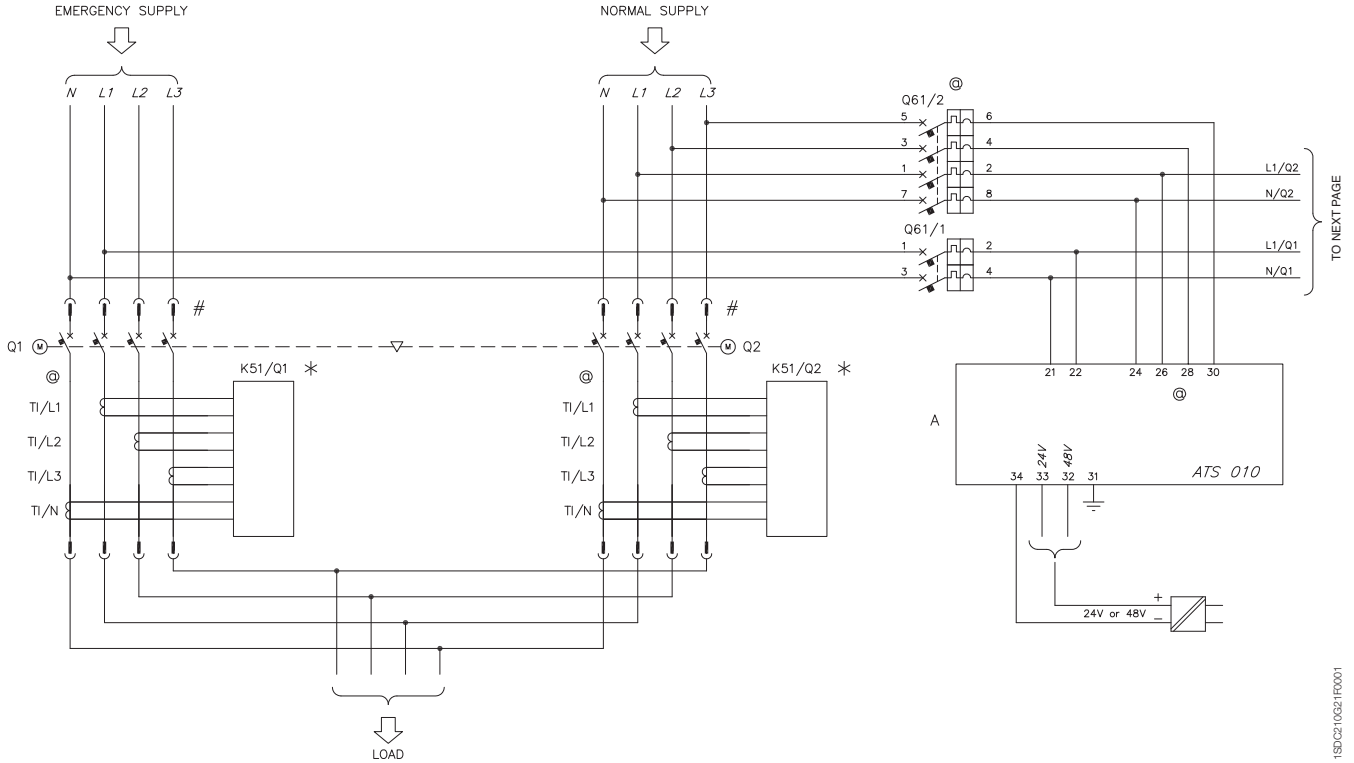 EMERGENCY SUPPLY
NORMAL SUPPLY
N L1 L2 L3
N L1 L2 L3
@
Q61/2
5 6
3 4
1 2 L1/Q2
7 8 N/Q2
Q61/1
1 2 L1/Q1
3 4 N/Q1
TO NEXT PAGE
#
#
Q1 M
M Q2
@
K51/Q1 *
@
K51/Q2 *
TI/L1
TI/L2
TI/L3
TI/N
TI/L1
TI/L2
TI/L3
TI/N
21 22 24 26 28 30
@
A
24V 48V
34 33 32 31
ATS 010
+
24V or 48V −
LOAD
1SDC210G21F0001